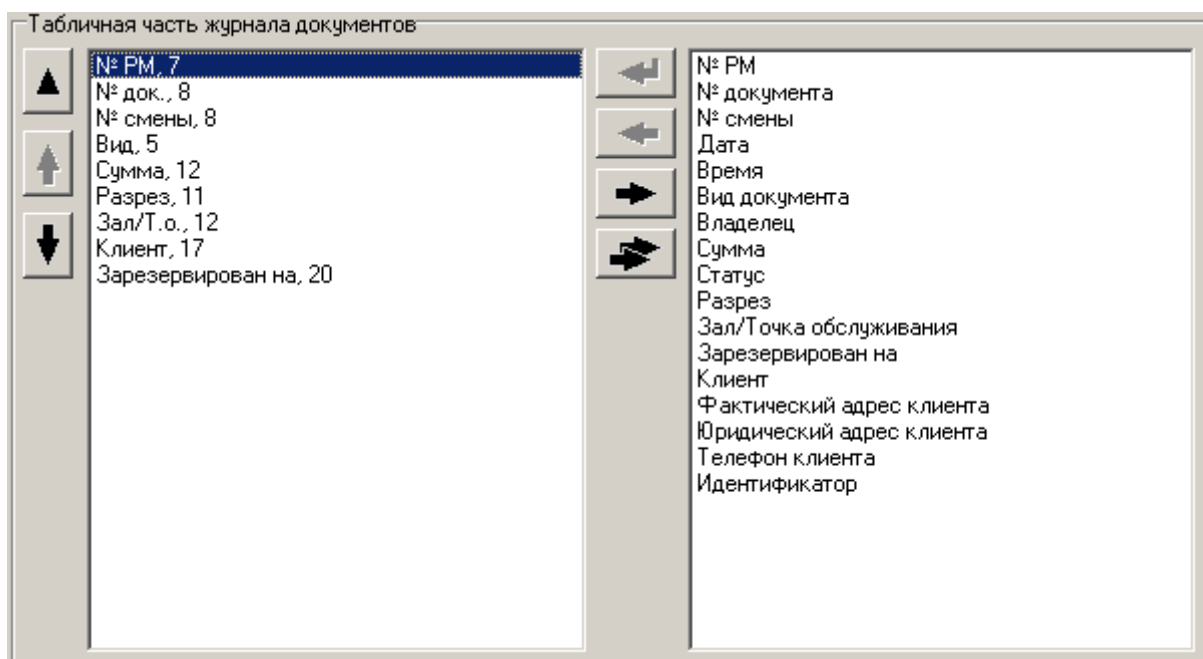 Табличная часть журнала документов
№ РМ, 7
№ док., 8
№ смены, 8
Вид, 5
Сумма, 12
Разрез, 11
Зал/Т.о., 12
Клиент, 17
Зарезервирован на, 20
№ РМ
№ документа
№ смены
Дата
Время
Вид документа
Владелец
Сумма
Статус
Разрез
Зал/Точка обслуживания
Зарезервирован на
Клиент
Фактический адрес клиента
Юридический адрес клиента
Телефон клиента
Идентификатор